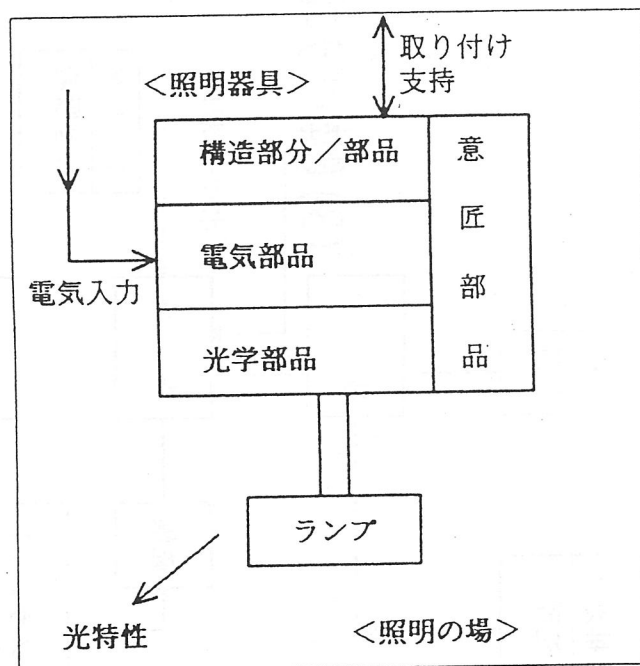 取り付け
支持
＜照明器具＞
構造部分／部品
意匠部品
電気部品
電気入力
光学部品
ランプ
光特性
＜照明の場＞